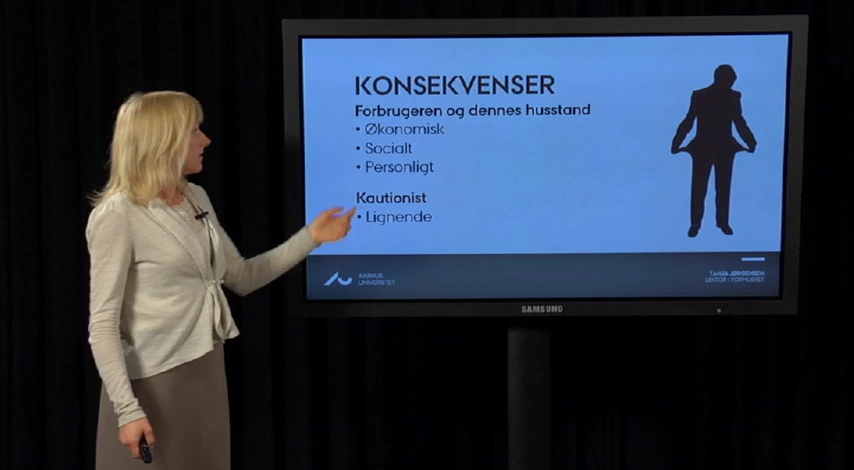 KONSEKVENSER
Forbrugeren og dennes husstand
• Økonomisk
• Socialt
• Personligt
Kautionist
• Lignende
AARHUS
UNIVERSITET
TANJA JØRGENSEN
LEKTOR I FORMUERET
SAMSUNG